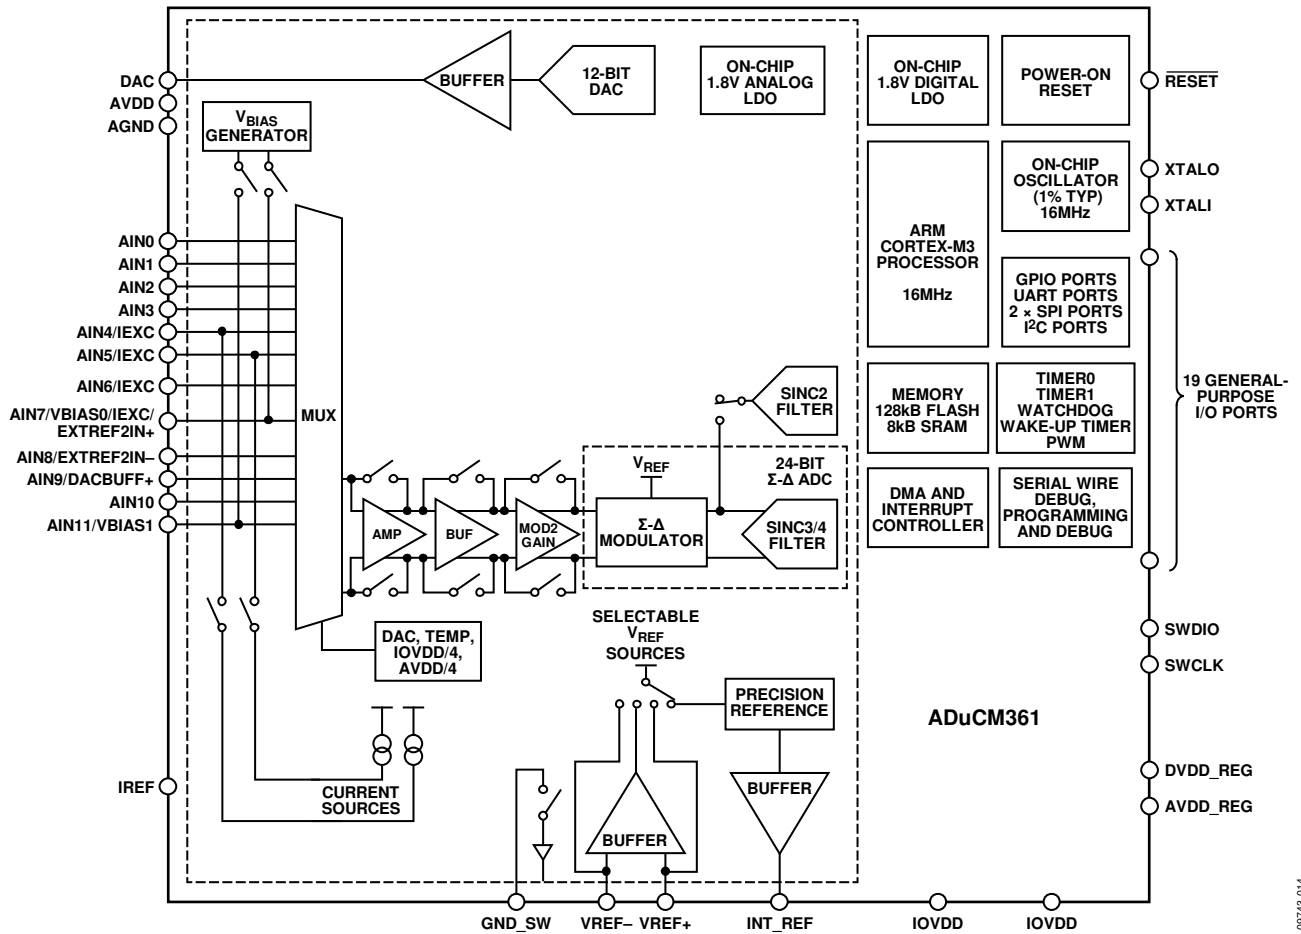 DAC
AVDD
AGND
BUFFER
12-BIT
DAC
ON-CHIP
1.8V ANALOG
LDO
ON-CHIP
1.8V DIGITAL
LDO
POWER-ON
RESET
RESET
VBIAS
GENERATOR
ON-CHIP
OSCILLATOR
(1% TYP)
16MHz
XTALO
XTALI
ARM
CORTEX-M3
PROCESSOR
16MHz
GPIO PORTS
UART PORTS
2 × SPI PORTS
I2C PORTS
AIN0
AIN1
AIN2
AIN3
AIN4/IEXC
AIN5/IEXC
AIN6/IEXC
AIN7/VBIAS0/IEXC/
EXTREF2IN+
AIN8/EXTREF2IN–
AIN9/DACBUFF+
AIN10
AIN11/VBIAS1
MUX
SINC2
FILTER
MEMORY
128kB FLASH
8kB SRAM
TIMER0
TIMER1
WATCHDOG
WAKE-UP TIMER
PWM
19 GENERAL-
PURPOSE
I/O PORTS
VREF
24-BIT
Σ-Δ ADC
AMP
BUF
MOD2
GAIN
Σ-Δ
MODULATOR
SINC3/4
FILTER
DMA AND
INTERRUPT
CONTROLLER
SERIAL WIRE
DEBUG,
PROGRAMMING
AND DEBUG
DAC, TEMP,
IOVDD/4,
AVDD/4
SELECTABLE
VREF
SOURCES
PRECISION
REFERENCE
SWDIO
SWCLK
ADuCM361
IREF
CURRENT
SOURCES
BUFFER
BUFFER
DVDD_REG
AVDD_REG
GND_SW
VREF–
VREF+
INT_REF
IOVDD
IOVDD
09743-014